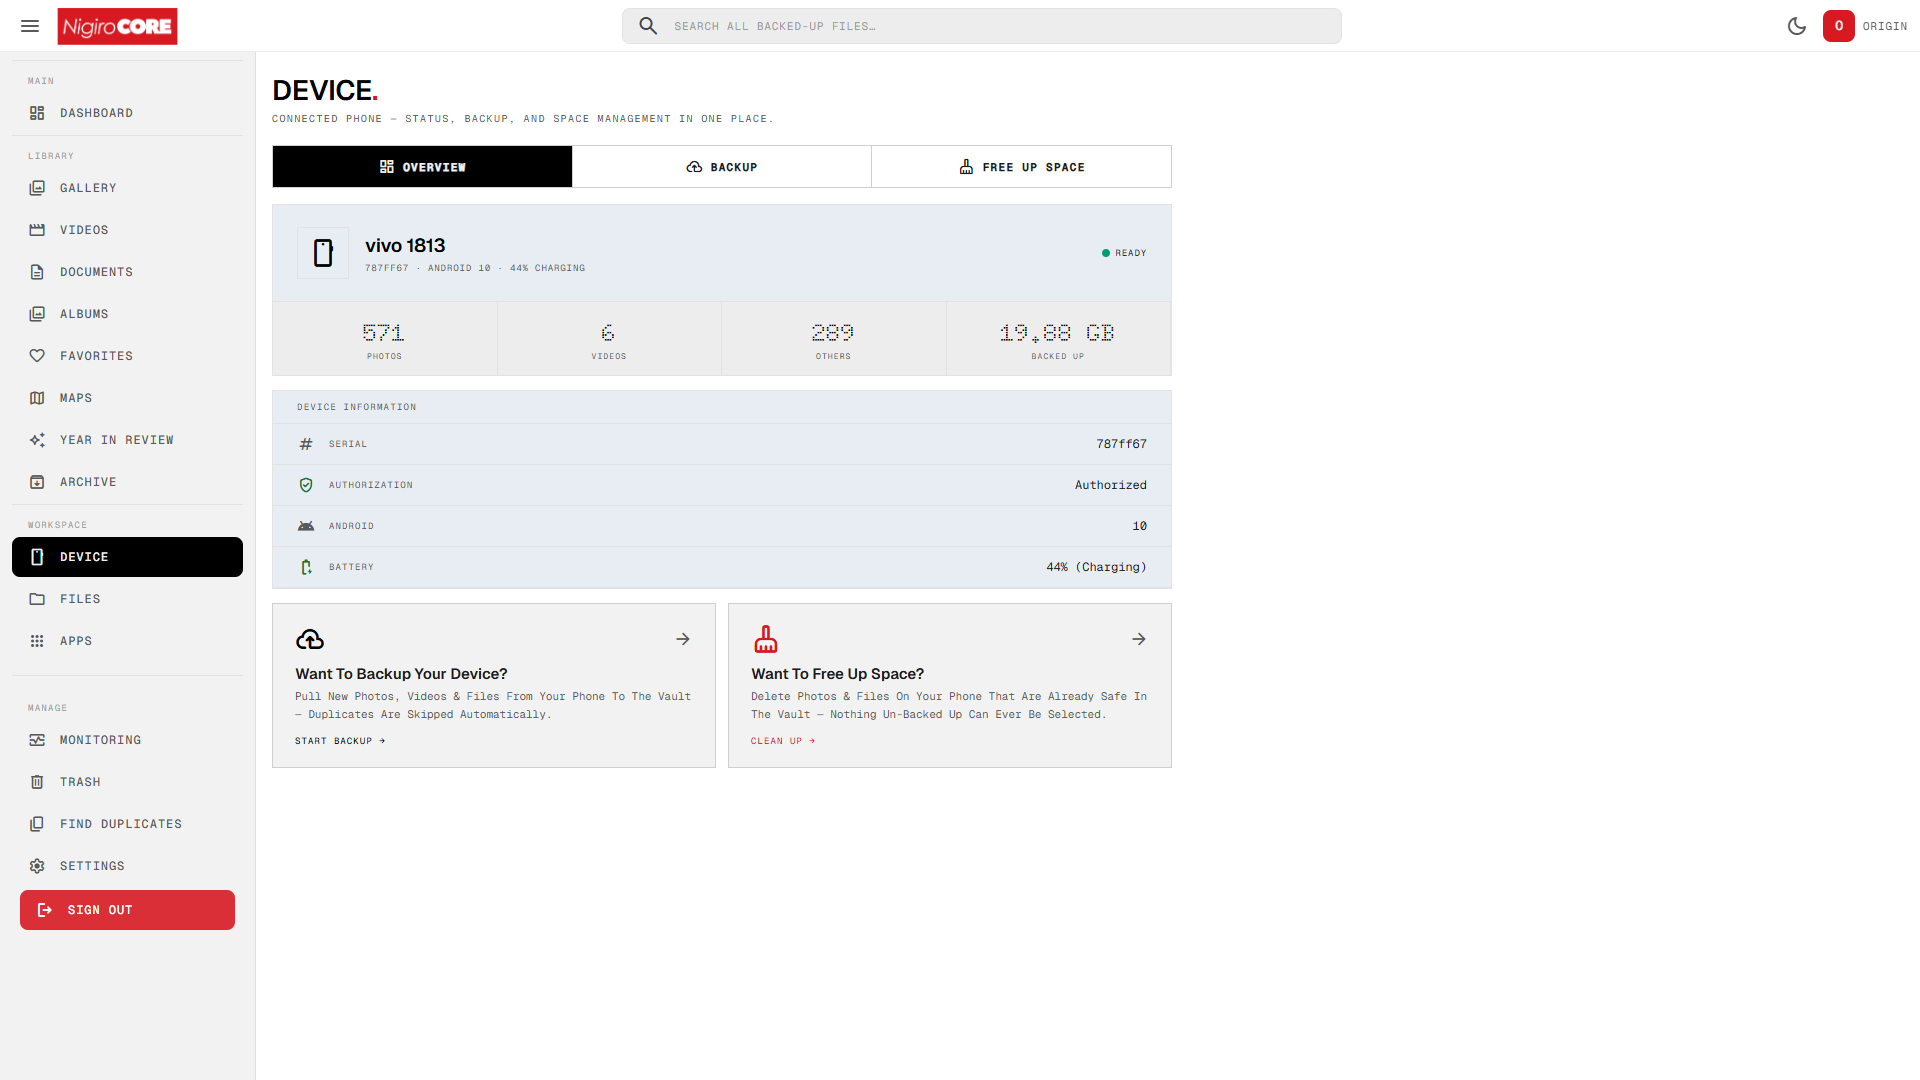 NigiroCORE
SEARCH ALL BACKED-UP FILES…
O
ORIGIN
MAIN
DASHBOARD
LIBRARY
GALLERY
VIDEOS
DOCUMENTS
ALBUMS
FAVORITES
MAPS
YEAR IN REVIEW
ARCHIVE
WORKSPACE
DEVICE
FILES
APPS
MANAGE
MONITORING
TRASH
FIND DUPLICATES
SETTINGS
SIGN OUT
DEVICE.
CONNECTED PHONE — STATUS, BACKUP, AND SPACE MANAGEMENT IN ONE PLACE.
OVERVIEW
BACKUP
FREE UP SPACE
vivo 1813
787FF67 · ANDROID 10 · 44% CHARGING
READY
571
PHOTOS
6
VIDEOS
289
OTHERS
19.88 GB
BACKED UP
DEVICE INFORMATION
SERIAL
787ff67
AUTHORIZATION
Authorized
ANDROID
10
BATTERY
44% (Charging)
Want To Backup Your Device?
Pull New Photos, Videos & Files From Your Phone To The Vault
— Duplicates Are Skipped Automatically.
START BACKUP →
Want To Free Up Space?
Delete Photos & Files On Your Phone That Are Already Safe In
The Vault — Nothing Un-Backed Up Can Ever Be Selected.
CLEAN UP →